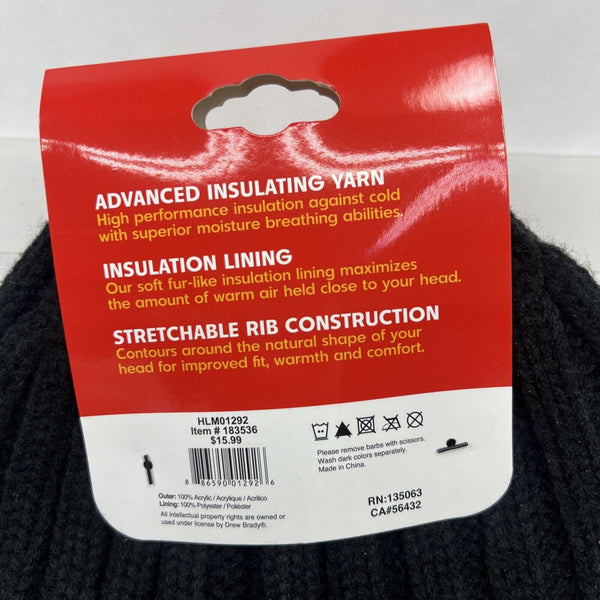 ADVANCED INSULATING YARN
High performance insulation against cold
with superior moisture breathing abilities.
INSULATION LINING
Our soft fur-like insulation lining maximizes
the amount of warm air held close to your head.
STRETCHABLE RIB CONSTRUCTION
Contours around the natural shape of your
head for improved fit, warmth and comfort.
HLM01292
Item # 183536
$15.99
8 86590 01292 6
Outer: 100% Acrylic / Acrylique / Acrílico
Lining: 100% Polyester / Poliéster
All intellectual property rights are owned or
used under license by Drew Brady®.
Please remove barbs with scissors.
Wash dark colors separately.
Made in China.
RN:135063
CA#56432